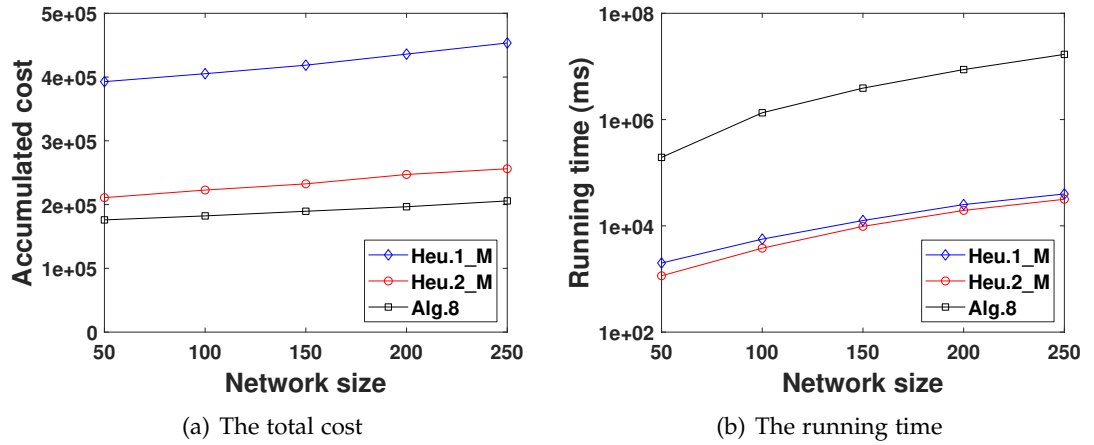 5e+05
4e+05
3e+05
2e+05
1e+05
0
Accumulated cost
50 100 150 200 250
Network size
Heu.1_M
Heu.2_M
Alg.8
(a) The total cost
1e+08
1e+06
1e+04
1e+02
Running time (ms)
50 100 150 200 250
Network size
Heu.1_M
Heu.2_M
Alg.8
(b) The running time